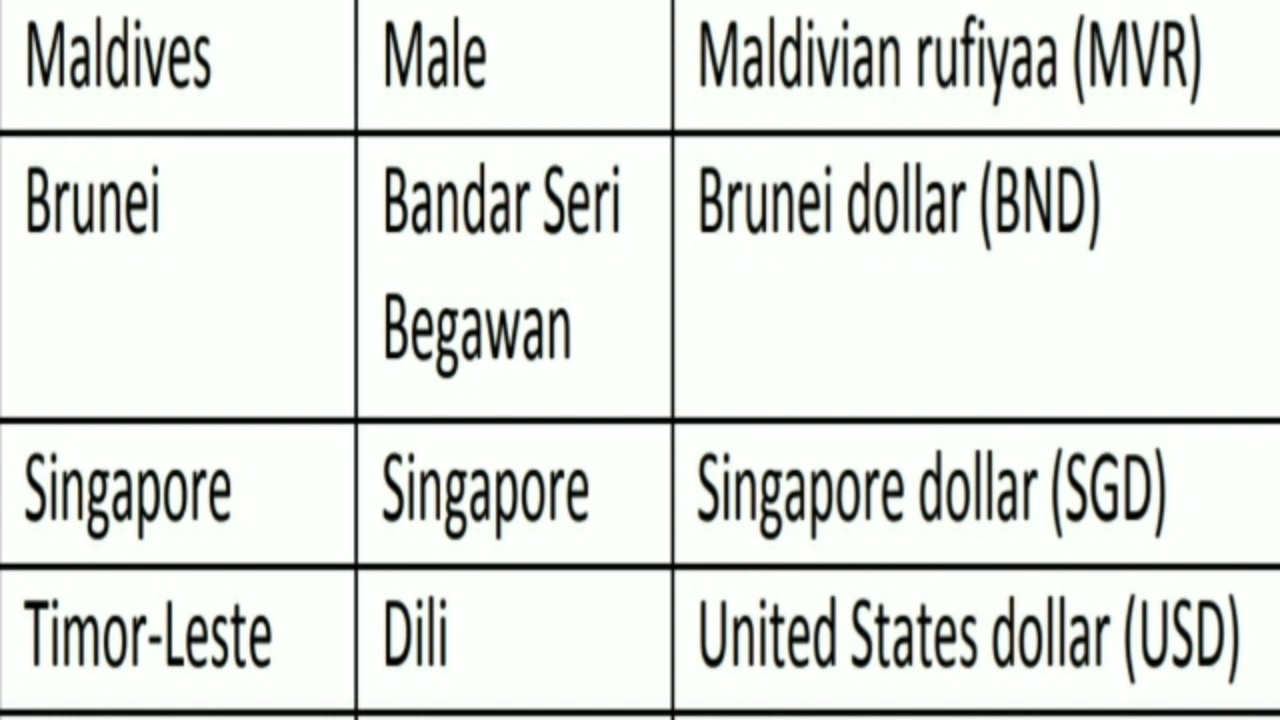 Maldives Male Maldivian rufiyaa (MVR)
Brunei Bandar Seri Brunei dollar (BND)
Begawan
Singapore Singapore Singapore dollar (SGD)
Timor-Leste Dili United States dollar (USD)